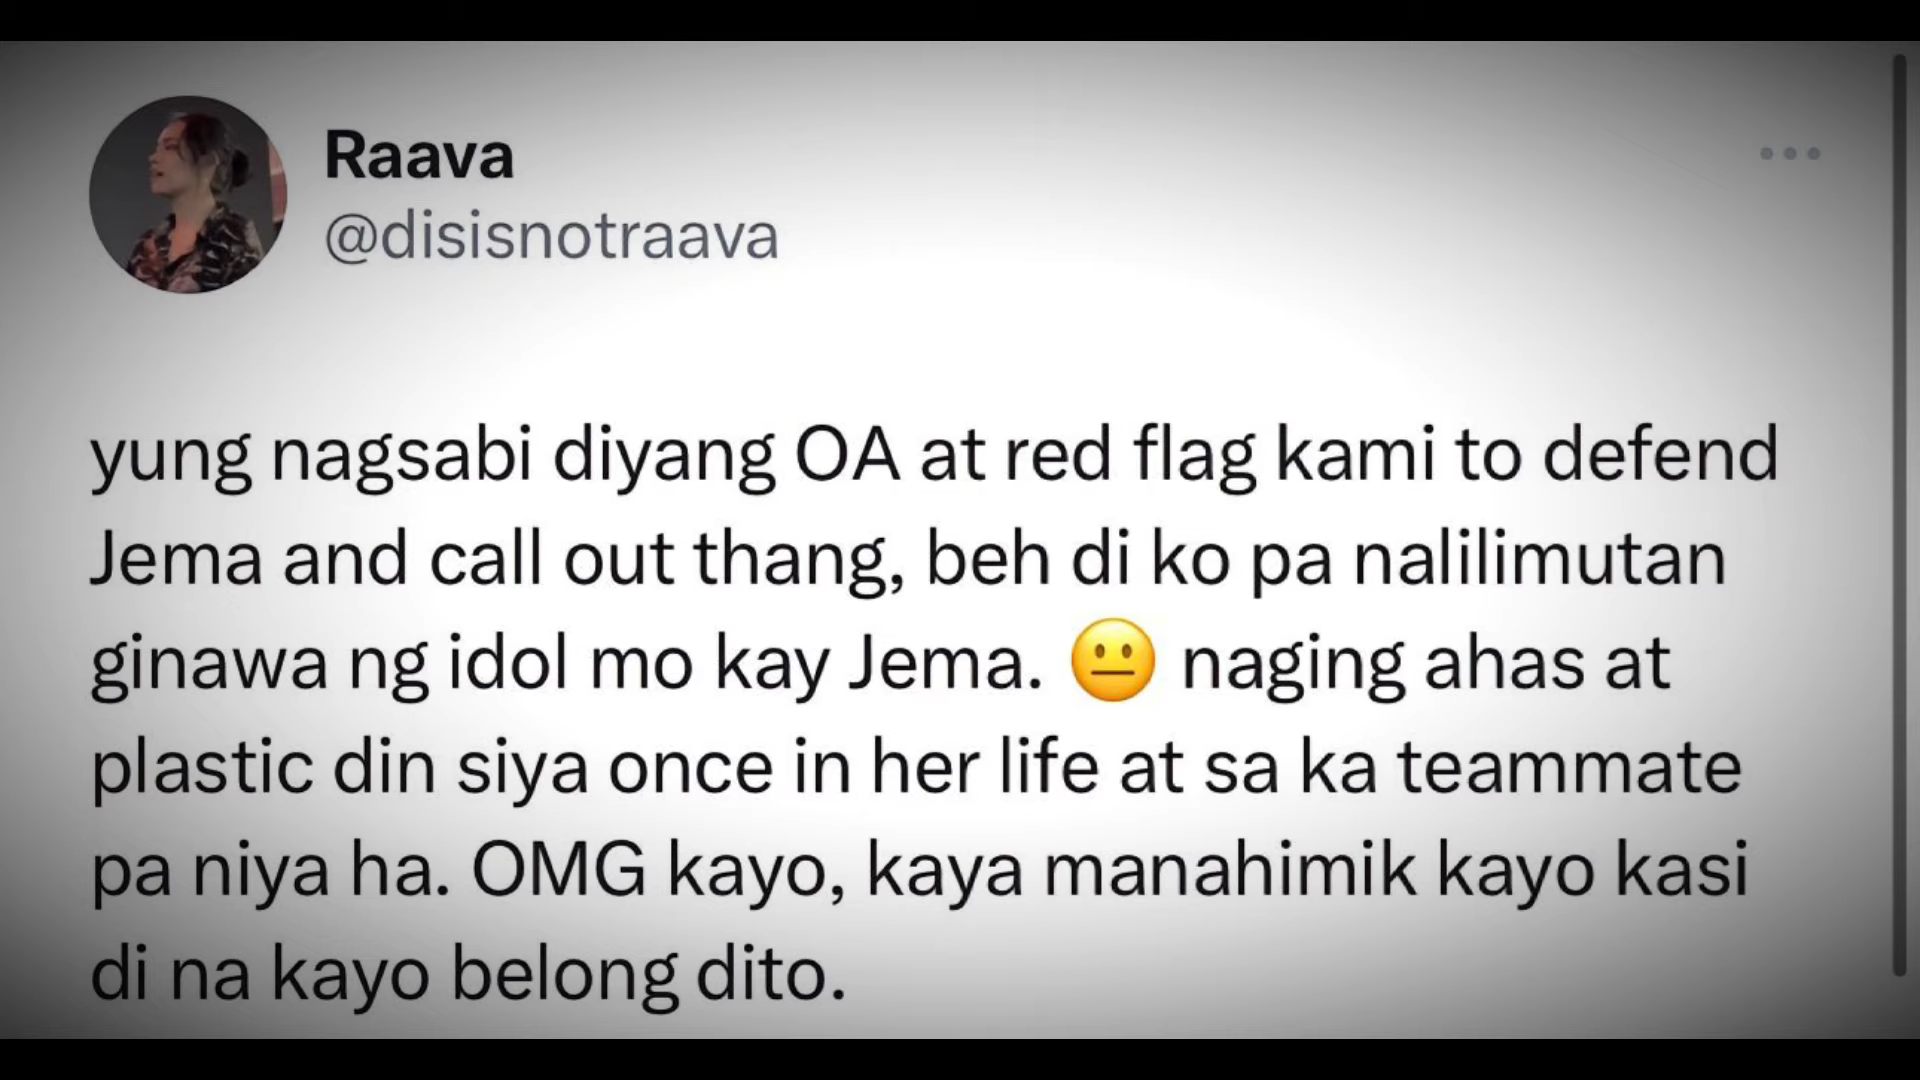 Raava
@disisnotraava
yung nagsabi diyang OA at red flag kami to defend
Jema and call out thang, beh di ko pa nalilimutan
ginawa ng idol mo kay Jema. 😐 naging ahas at
plastic din siya once in her life at sa ka teammate
pa niya ha. OMG kayo, kaya manahimik kayo kasi
di na kayo belong dito.